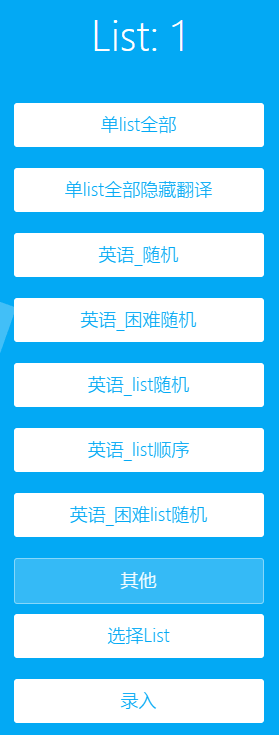 List: 1
单list全部
单list全部隐藏翻译
英语_随机
英语_困难随机
英语_list随机
英语_list顺序
英语_困难list随机
其他
选择List
录入